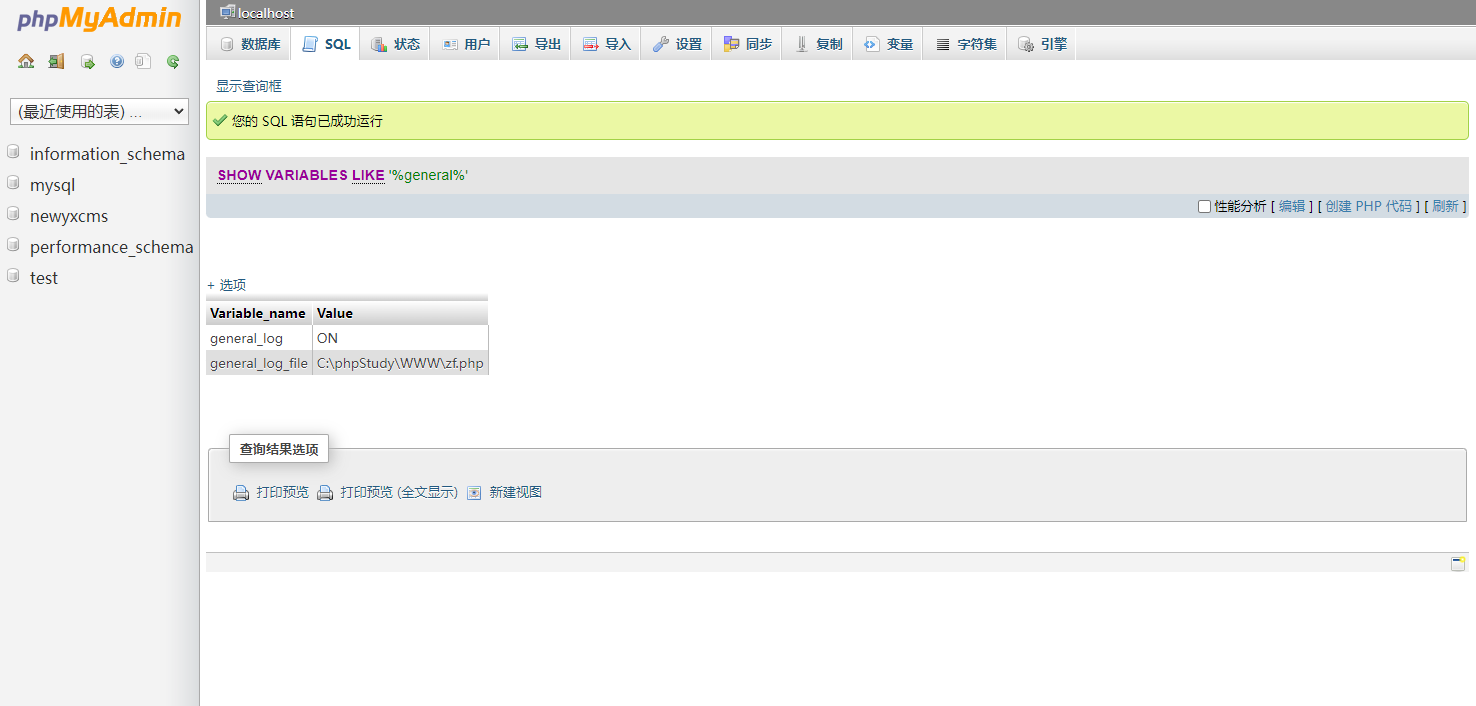 phpMyAdmin
(最近使用的表) ...
information_schema
mysql
newyxcms
performance_schema
test
localhost
数据库 SQL 状态 用户 导出 导入 设置 同步 复制 变量 字符集 引擎
显示查询框
您的 SQL 语句已成功运行
SHOW VARIABLES LIKE '%general%'
性能分析 [ 编辑 ] [ 创建 PHP 代码 ] [ 刷新 ]
+ 选项
Variable_name Value
general_log ON
general_log_file C:\phpStudy\WWW\zf.php
查询结果选项
打印预览 打印预览 (全文显示) 新建视图